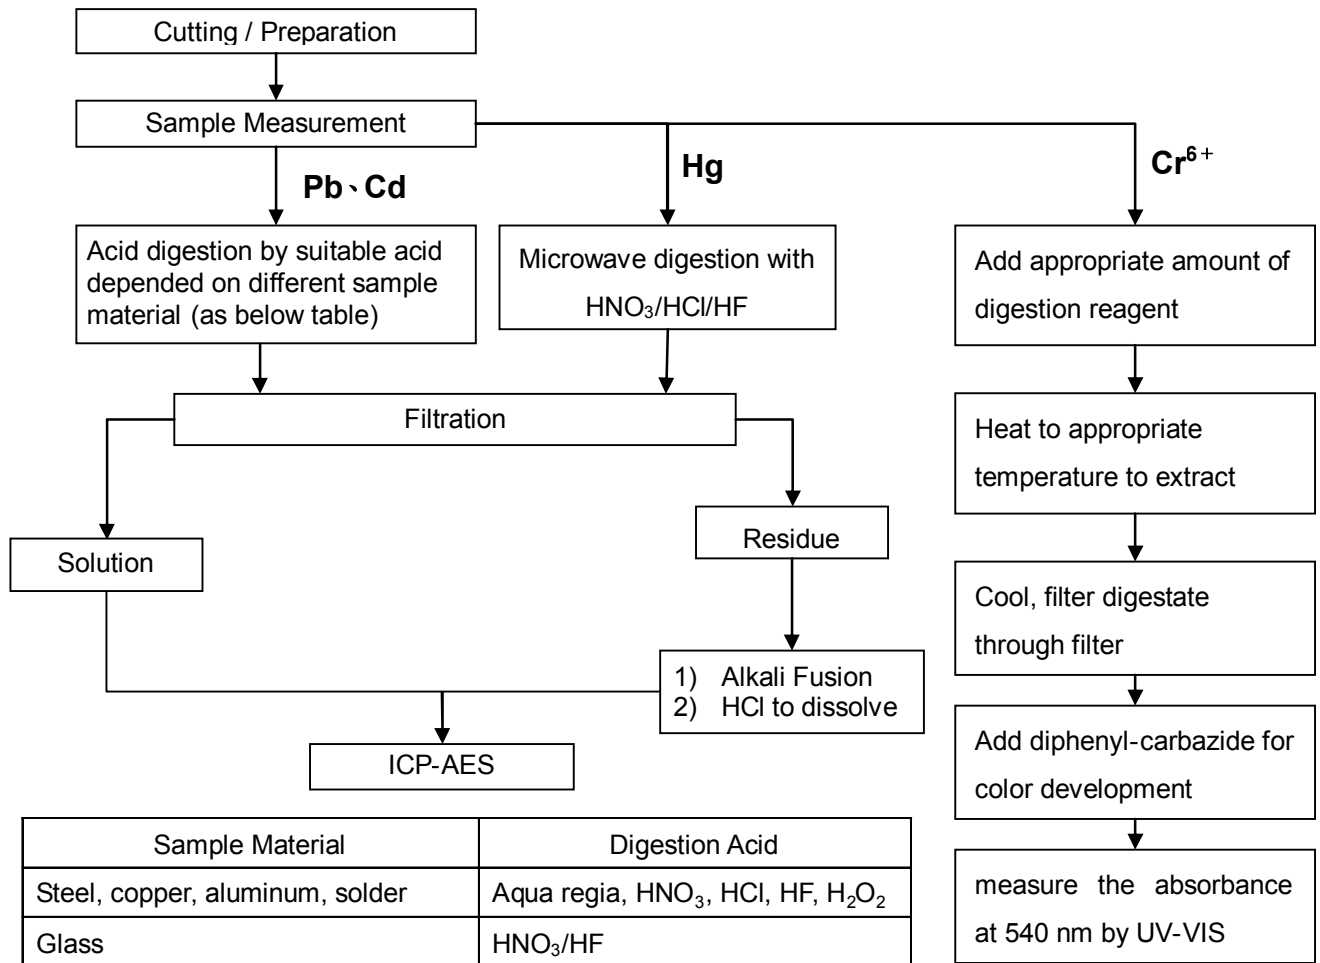 Cutting / Preparation
Sample Measurement
Pb、Cd
Hg
Cr⁶⁺
Acid digestion by suitable acid
depended on different sample
material (as below table)
Microwave digestion with
HNO₃/HCl/HF
Add appropriate amount of
digestion reagent
Filtration
Heat to appropriate
temperature to extract
Solution
Residue
Cool, filter digestate
through filter
1) Alkali Fusion
2) HCl to dissolve
ICP-AES
Add diphenyl-carbazide for
color development
measure the absorbance
at 540 nm by UV-VIS
Sample Material Digestion Acid
Steel, copper, aluminum, solder Aqua regia, HNO₃, HCl, HF, H₂O₂
Glass HNO₃/HF